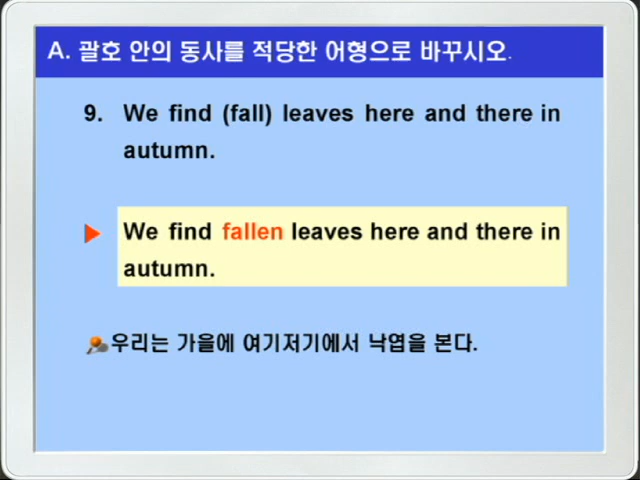 A. 괄호 안의 동사를 적당한 어형으로 바꾸시오.
9. We find (fall) leaves here and there in
autumn.
We find fallen leaves here and there in
autumn.
우리는 가을에 여기저기에서 낙엽을 본다.